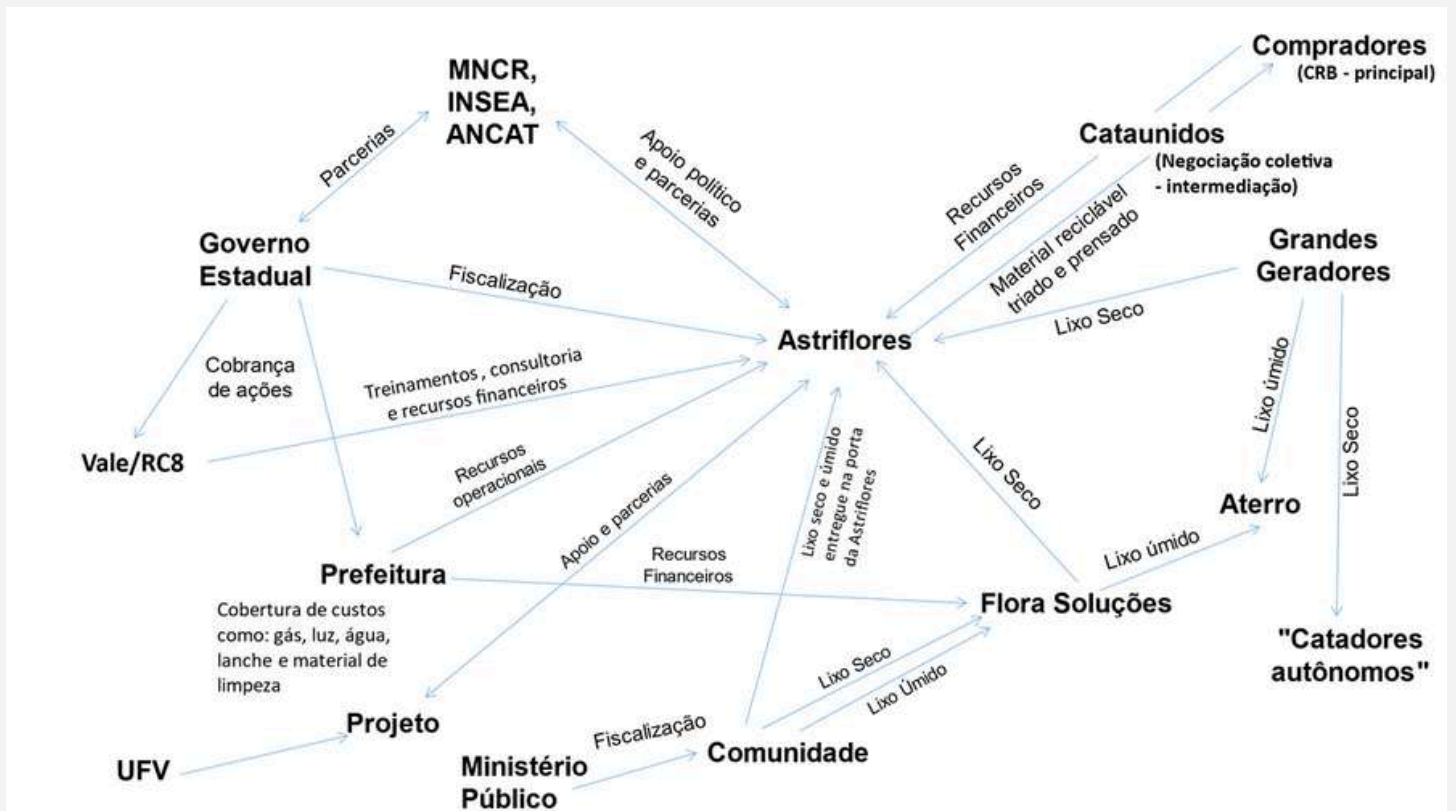 MNCR,
INSEA,
ANCAT
Compradores
(CRB - principal)
Cataunidos
(Negociação coletiva
- intermediação)
Parcerias
Apoio político
e parcerias
Recursos
Financeiros
Material reciclável
triado e prensado
Governo
Estadual
Grandes
Geradores
Fiscalização
Lixo Seco
Astriflores
Cobrança
de ações
Treinamentos , consultoria
e recursos financeiros
Lixo úmido
Lixo Seco
Vale/RC8
Recursos
operacionais
Lixo seco e úmido
entregue na porta
da Astriflores
Lixo Seco
Aterro
Apoio e parcerias
Lixo úmido
Prefeitura
Recursos
Financeiros
Flora Soluções
Cobertura de custos
como: gás, luz, água,
lanche e material de
limpeza
"Catadores
autônomos"
Lixo Seco
Lixo Úmido
Projeto
Fiscalização
Comunidade
UFV
Ministério
Público